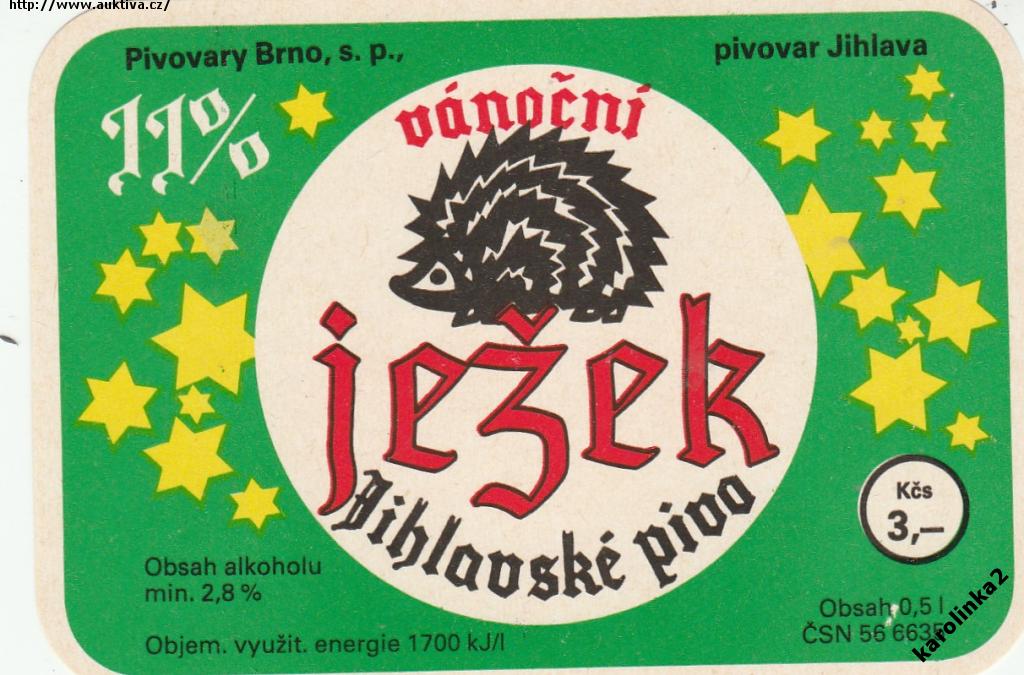 http://www.auktiva.cz/
Pivovary Brno, s. p.,
pivovar Jihlava
11%
vánoční
ježek
Jihlavské pivo
Kčs
3,—
Obsah alkoholu
min. 2,8 %
Objem. využit. energie 1700 kJ/l
Obsah 0,5 l
ČSN 56 6635
karolinka2